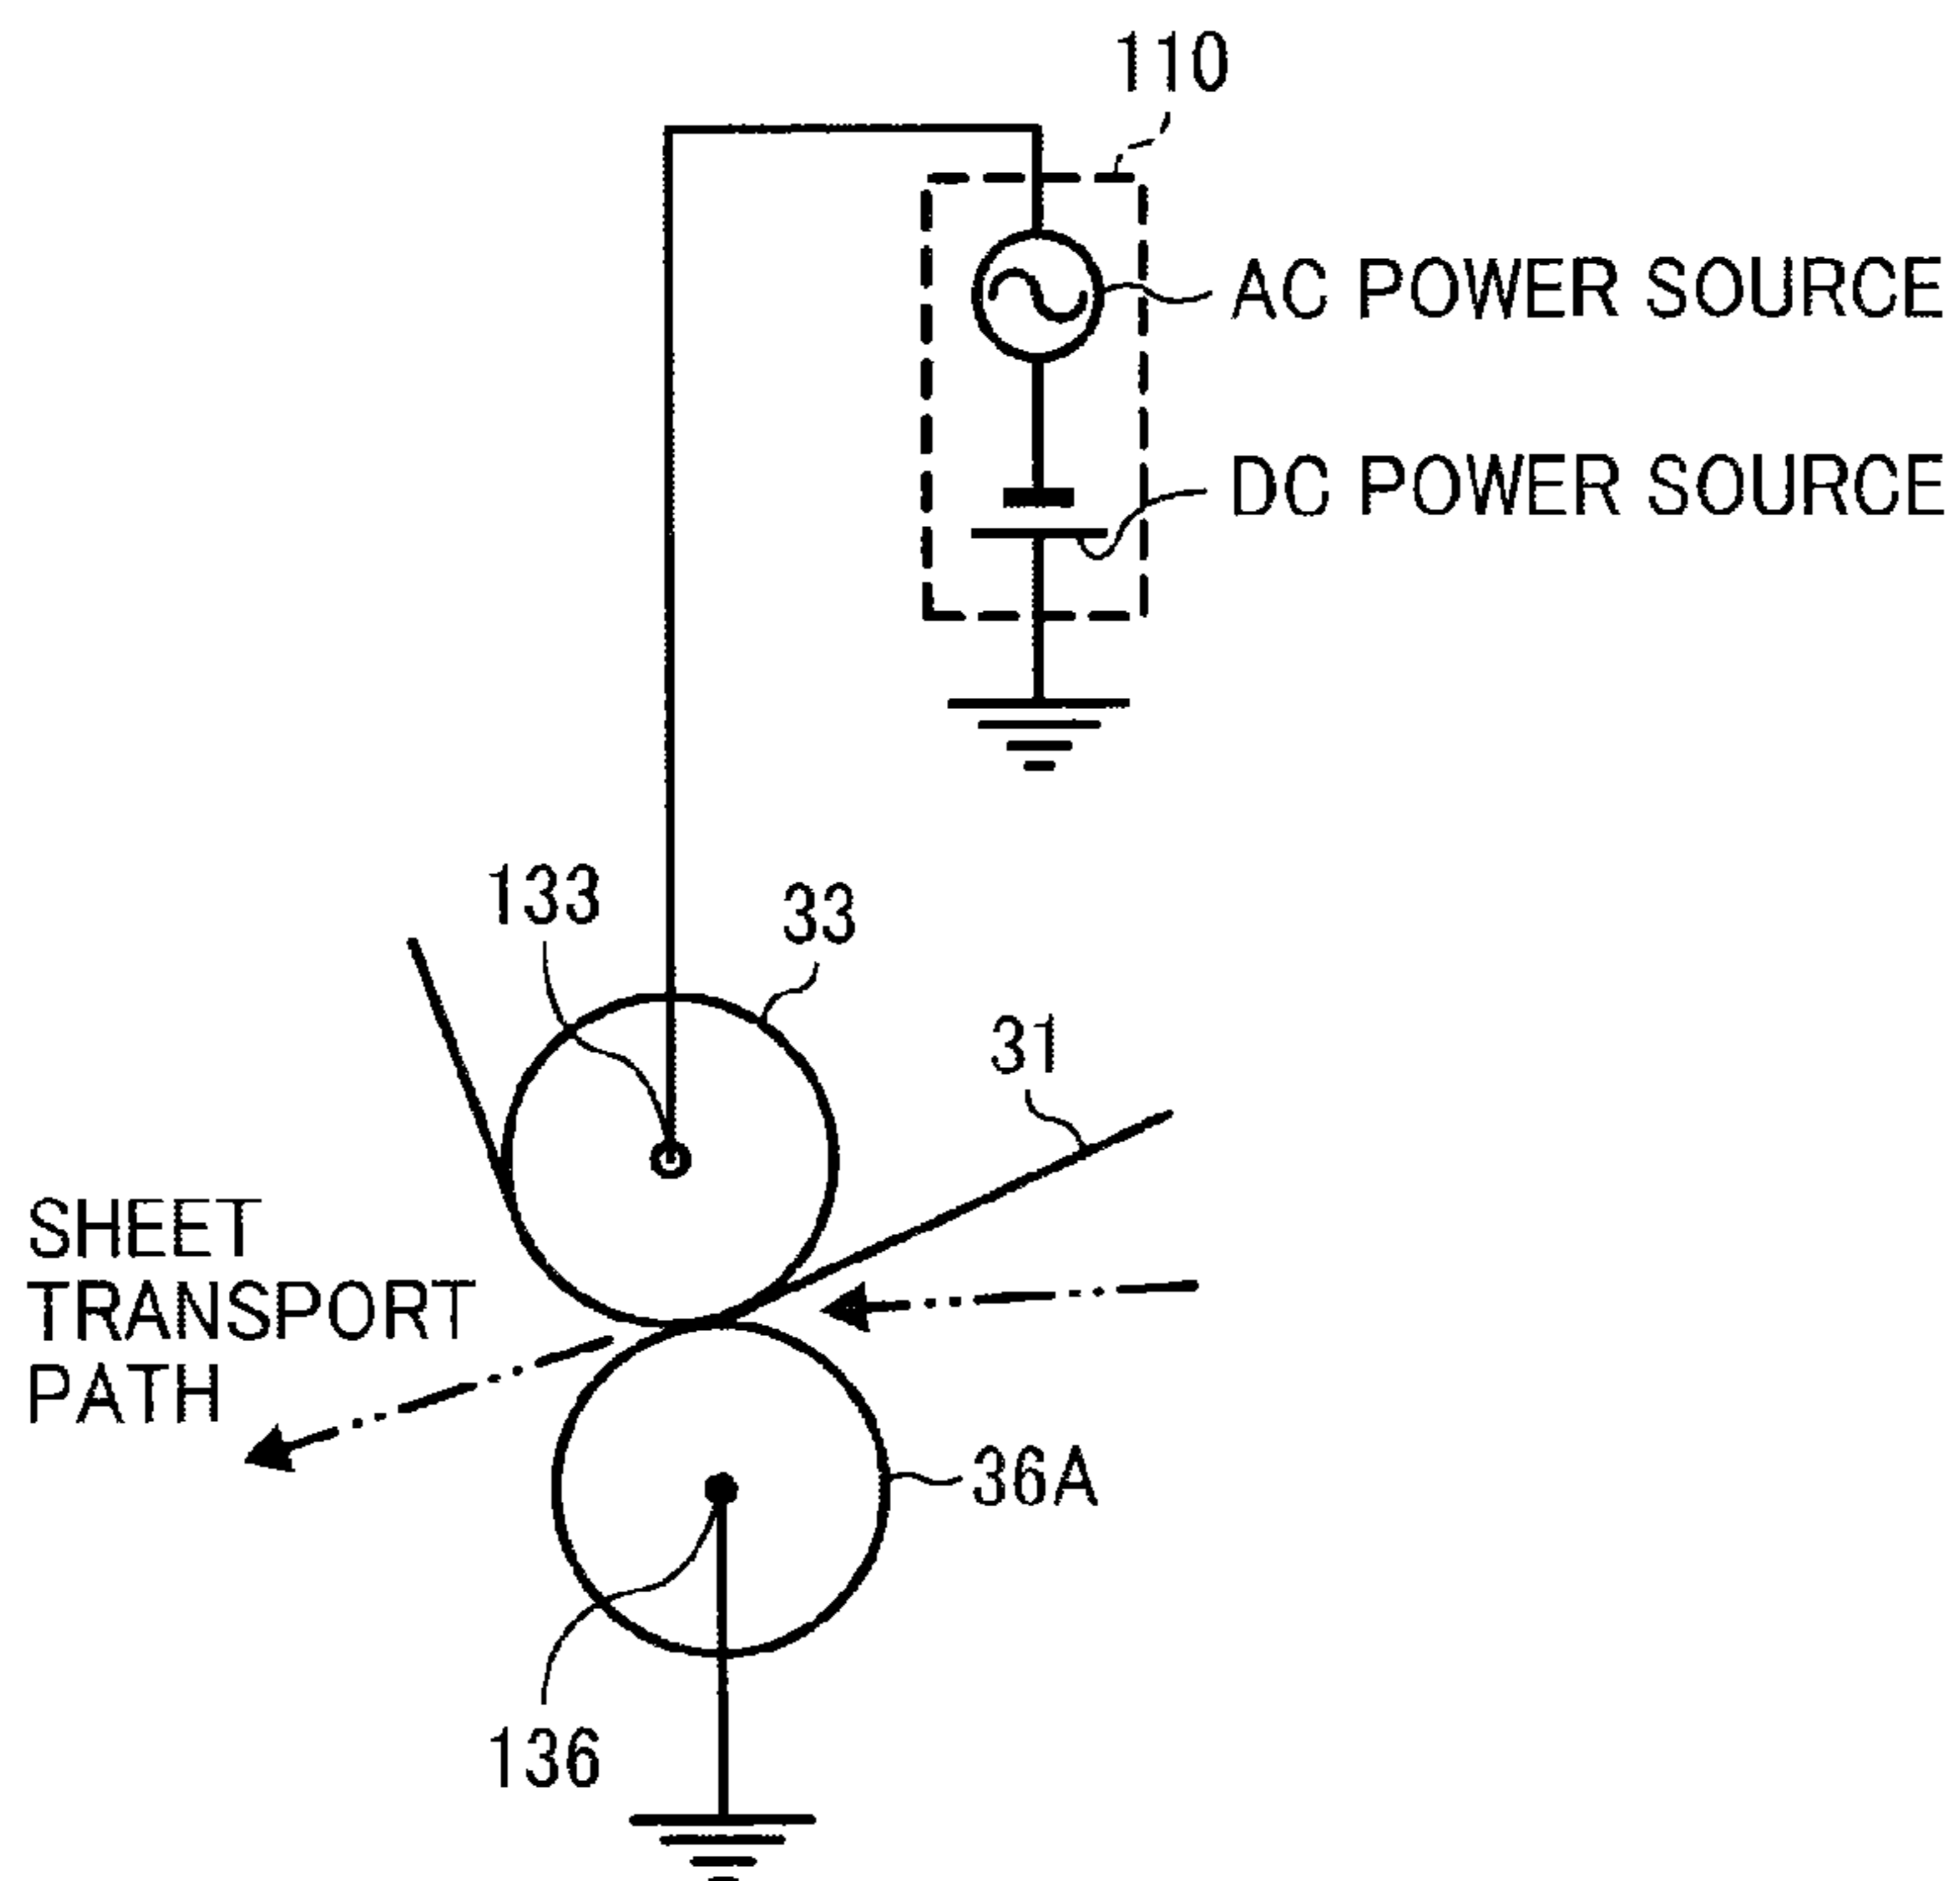 110
AC POWER SOURCE
DC POWER SOURCE
133
33
31
SHEET
TRANSPORT
PATH
36A
136